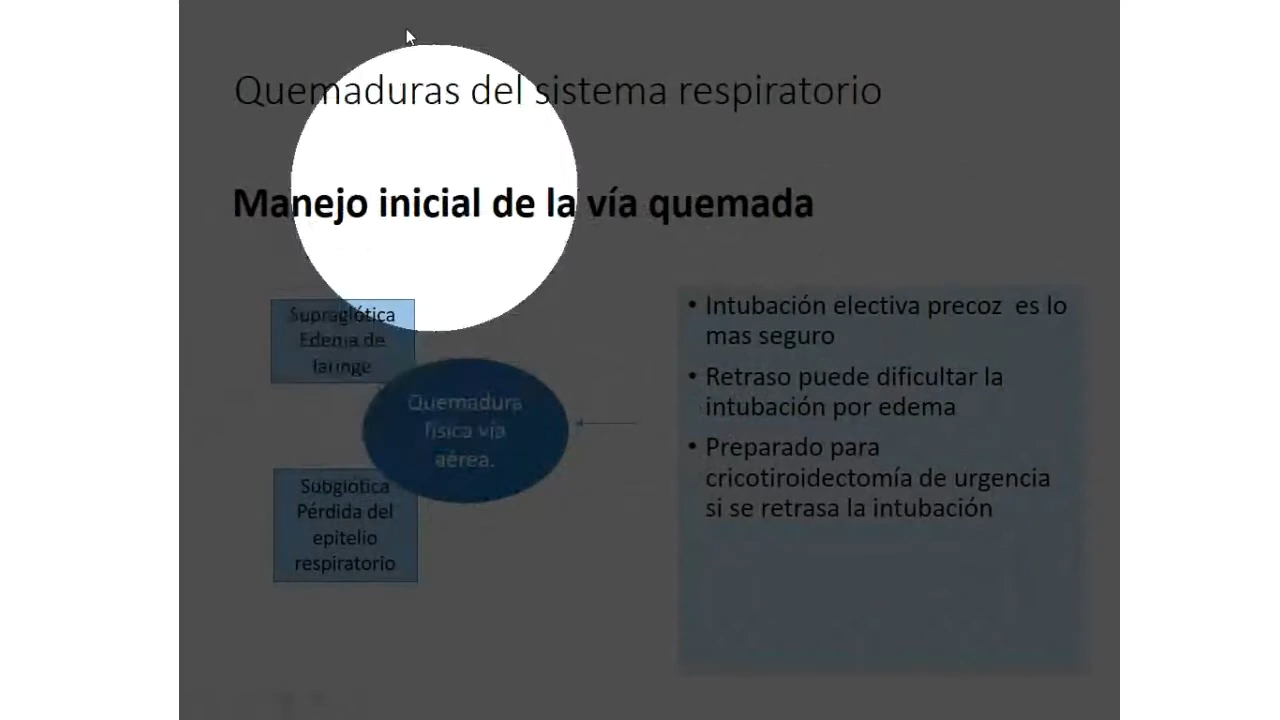 Quemaduras del sistema respiratorio
Manejo inicial de la vía quemada
Supraglótica
Edema de
laringe
Quemadura
física vía
aérea.
Subglótica
Pérdida del
epitelio
respiratorio
• Intubación electiva precoz es lo
mas seguro
• Retraso puede dificultar la
intubación por edema
• Preparado para
cricotiroidectomía de urgencia
si se retrasa la intubación